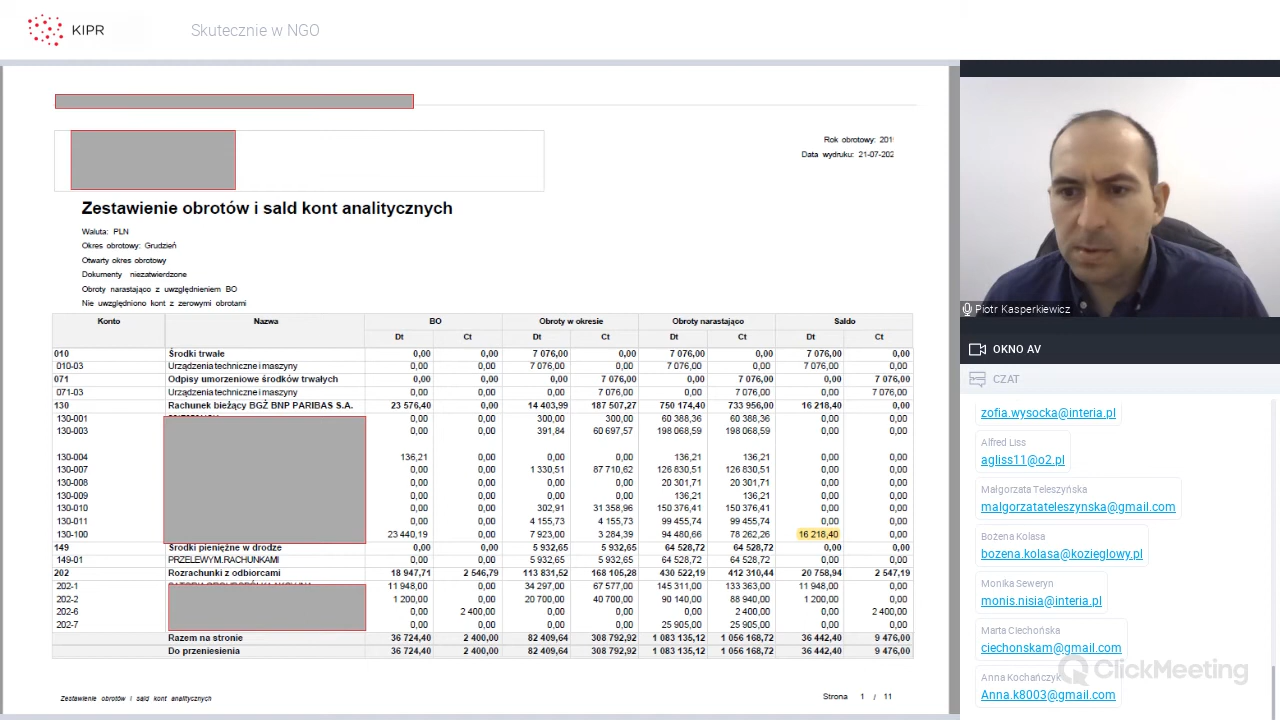 KIPR
Skutecznie w NGO
Rok obrotowy: 201
Data wydruku: 21-07-202
Zestawienie obrotów i sald kont analitycznych
Waluta: PLN
Okres obrotowy: Grudzień
Otwarty okres obrotowy
Dokumenty niezatwierdzone
Obroty narastająco z uwzględnieniem BO
Nie uwzględniono kont z zerowymi obrotami
Konto Nazwa BO Obroty w okresie Obroty narastająco Saldo
Dt Ct Dt Ct Dt Ct Dt Ct
010 Środki trwałe 0,00 0,00 7 076,00 0,00 7 076,00 0,00 7 076,00 0,00
010-03 Urządzenia techniczne i maszyny 0,00 0,00 7 076,00 0,00 7 076,00 0,00 7 076,00 0,00
071 Odpisy umorzeniowe środków trwałych 0,00 0,00 0,00 7 076,00 0,00 7 076,00 0,00 7 076,00
071-03 Urządzenia techniczne i maszyny 0,00 0,00 0,00 7 076,00 0,00 7 076,00 0,00 7 076,00
130 Rachunek bieżący BGŻ BNP PARIBAS S.A. 23 576,40 0,00 14 403,99 187 507,27 750 174,40 733 956,00 16 218,40 0,00
130-001 0,00 0,00 300,00 300,00 60 388,36 60 388,36 0,00 0,00
130-003 0,00 0,00 391,84 60 697,57 198 068,59 198 068,59 0,00 0,00
130-004 136,21 0,00 0,00 0,00 136,21 136,21 0,00 0,00
130-007 0,00 0,00 1 330,51 87 710,62 126 830,51 126 830,51 0,00 0,00
130-008 0,00 0,00 0,00 0,00 20 301,71 20 301,71 0,00 0,00
130-009 0,00 0,00 0,00 0,00 136,21 136,21 0,00 0,00
130-010 0,00 0,00 302,91 31 358,96 150 376,41 150 376,41 0,00 0,00
130-011 0,00 0,00 4 155,73 4 155,73 99 455,74 99 455,74 0,00 0,00
130-100 23 440,19 0,00 7 923,00 3 284,39 94 480,66 78 262,26 16 218,40 0,00
149 Środki pieniężne w drodze 0,00 0,00 5 932,65 5 932,65 64 528,72 64 528,72 0,00 0,00
149-01 PRZELEWY M.RACHUNKAMI 0,00 0,00 5 932,65 5 932,65 64 528,72 64 528,72 0,00 0,00
202 Rozrachunki z odbiorcami 18 947,71 2 546,79 113 831,52 168 105,28 430 522,19 412 310,44 20 758,94 2 547,19
202-1 11 948,00 0,00 34 297,00 67 577,00 145 311,00 133 363,00 11 948,00 0,00
202-2 1 200,00 0,00 20 700,00 40 700,00 90 140,00 88 940,00 1 200,00 0,00
202-6 0,00 2 400,00 0,00 0,00 0,00 2 400,00 0,00 2 400,00
202-7 0,00 0,00 0,00 0,00 25 905,00 25 905,00 0,00 0,00
Razem na stronie 36 724,40 2 400,00 82 409,64 308 792,92 1 083 135,12 1 056 168,72 36 442,40 9 476,00
Do przeniesienia 36 724,40 2 400,00 82 409,64 308 792,92 1 083 135,12 1 056 168,72 36 442,40 9 476,00
Zestawienie obrotów i sald kont analitycznych
Strona 1 / 11
Piotr Kasperkiewicz
OKNO AV
CZAT
zofia.wysocka@interia.pl
Alfred Liss
agliss11@o2.pl
Małgorzata Teleszyńska
malgorzatateleszynska@gmail.com
Bożena Kolasa
bozena.kolasa@kozieglowy.pl
Monika Seweryn
monis.nisia@interia.pl
Marta Ciechońska
ciechonskam@gmail.com
Anna Kochańczyk
Anna.k8003@gmail.com
ClickMeeting